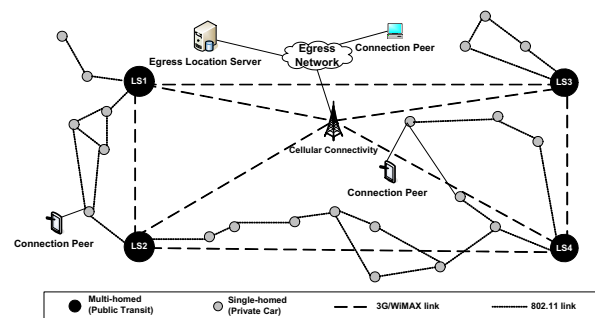 Egress Location Server
Egress
Network
Connection Peer
LS1
LS3
Cellular Connectivity
Connection Peer
Connection Peer
LS2
LS4
Multi-homed
(Public Transit)
Single-homed
(Private Car)
3G/WiMAX link
802.11 link